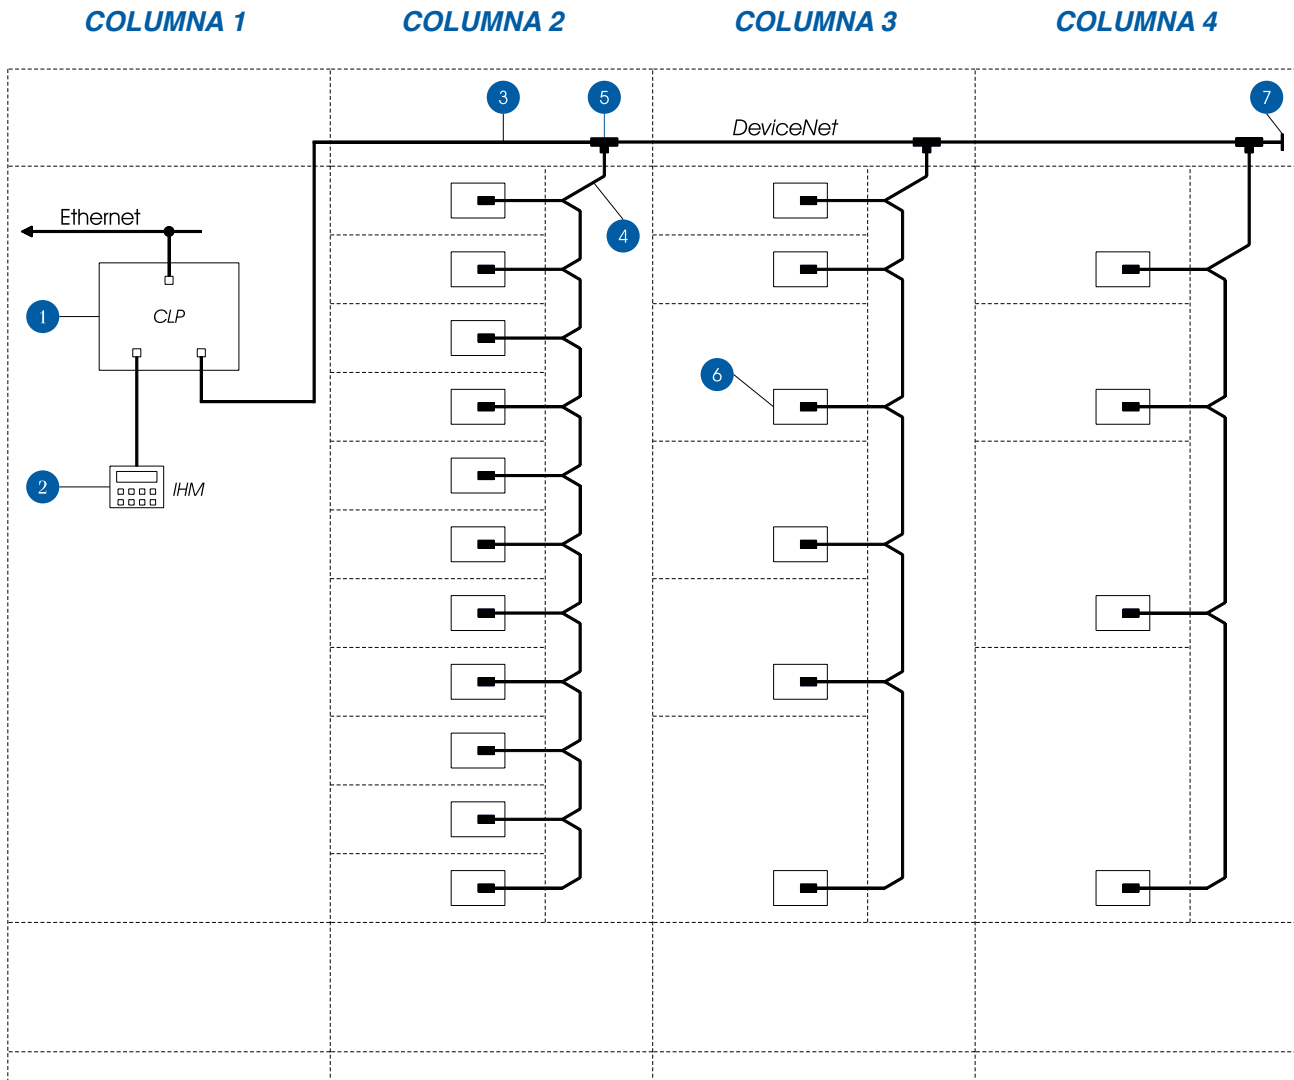 COLUMNA 1
COLUMNA 2
COLUMNA 3
COLUMNA 4
3
5
7
DeviceNet
Ethernet
4
1
CLP
6
2
IHM